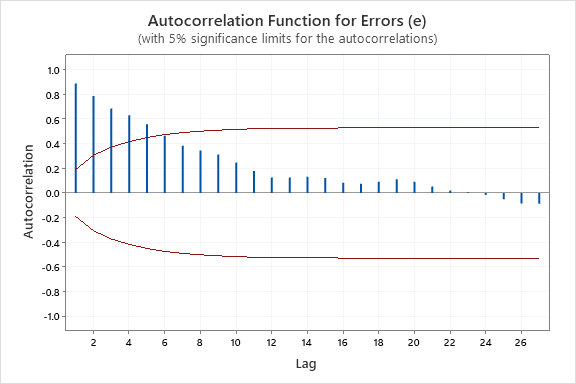 Autocorrelation Function for Errors (e)
(with 5% significance limits for the autocorrelations)
1.0
0.8
0.6
0.4
0.2
0.0
-0.2
-0.4
-0.6
-0.8
-1.0
Autocorrelation
2 4 6 8 10 12 14 16 18 20 22 24 26
Lag